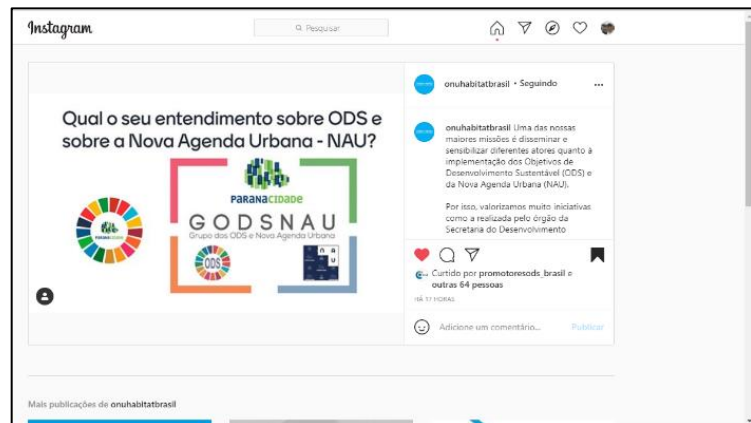 Instagram
Pesquisar
onuhabitatbrasil • Seguindo
Qual o seu entendimento sobre ODS e
sobre a Nova Agenda Urbana - NAU?
PARANACIDADE
PARANACIDADE
GODSNAU
Grupo dos ODS e Nova Agenda Urbana
ODS
N A
U
onuhabitatbrasil Uma das nossas
maiores missões é disseminar e
sensibilizar diferentes atores quanto à
implementação dos Objetivos de
Desenvolvimento Sustentável (ODS) e
da Nova Agenda Urbana (NAU).
Por isso, valorizamos muito iniciativas
como a realizada pelo órgão da
Secretaria do Desenvolvimento
Curtido por promotoresods_brasil e
outras 64 pessoas
HÁ 17 HORAS
Adicione um comentário... Publicar
Mais publicações de onuhabitatbrasil